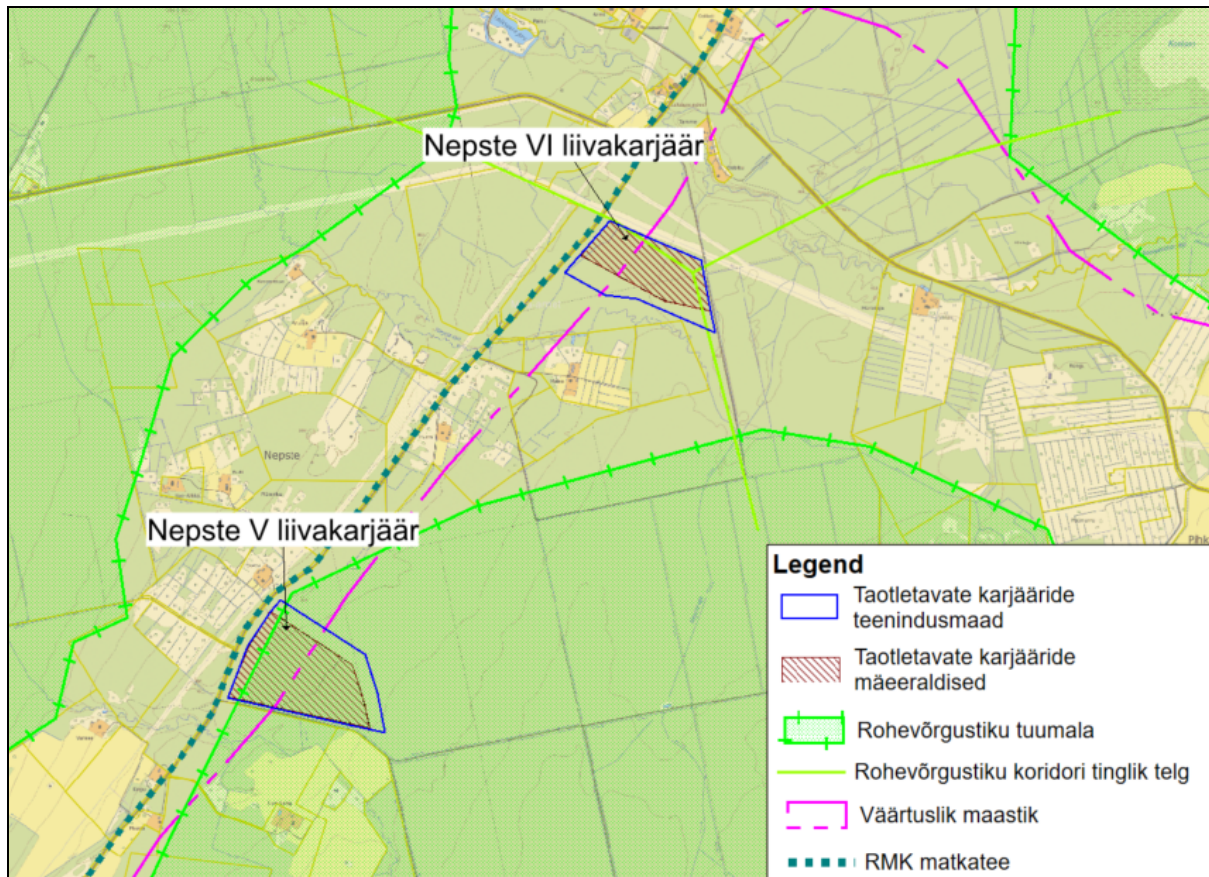 Nepste VI liivakarjäär
Nepste
Nepste V liivakarjäär
Pihk
Legend
Taotletavate karjääride
teenindusmaad
Taotletavate karjääride
mäeeraldised
Rohevõrgustiku tuumala
Rohevõrgustiku koridori tinglik telg
Väärtuslik maastik
RMK matkatee